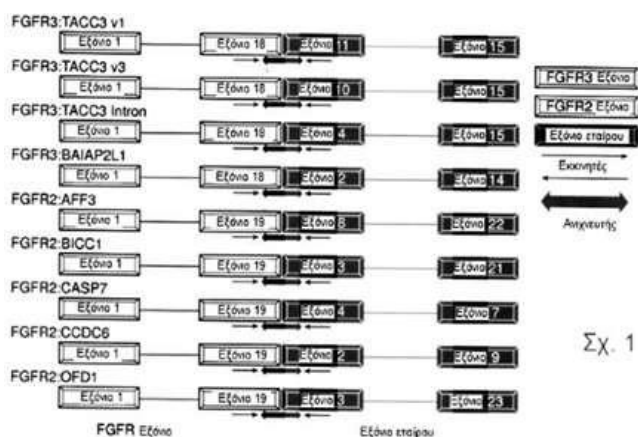 FGFR3:TACC3 v1
Εξόνιο 1 Εξόνιο 18 Εξόνιο 11 Εξόνιο 15
FGFR3:TACC3 v3
Εξόνιο 1 Εξόνιο 18 Εξόνιο 10 Εξόνιο 15
FGFR3:TACC3 Intron
Εξόνιο 1 Εξόνιο 18 Εξόνιο 4 Εξόνιο 15
FGFR3:BAIAP2L1
Εξόνιο 1 Εξόνιο 18 Εξόνιο 2 Εξόνιο 14
FGFR2:AFF3
Εξόνιο 1 Εξόνιο 19 Εξόνιο 8 Εξόνιο 22
FGFR2:BICC1
Εξόνιο 1 Εξόνιο 19 Εξόνιο 3 Εξόνιο 21
FGFR2:CASP7
Εξόνιο 1 Εξόνιο 19 Εξόνιο 4 Εξόνιο 7
FGFR2:CCDC6
Εξόνιο 1 Εξόνιο 19 Εξόνιο 2 Εξόνιο 9
FGFR2:OFD1
Εξόνιο 1 Εξόνιο 19 Εξόνιο 3 Εξόνιο 23
FGFR Εξόνιο Εξόνιο εταίρου
FGFR3 Εξόνιο
FGFR2 Εξόνιο
Εξόνιο εταίρου
Εκκινητές
Ανιχνευτής
Σχ. 1